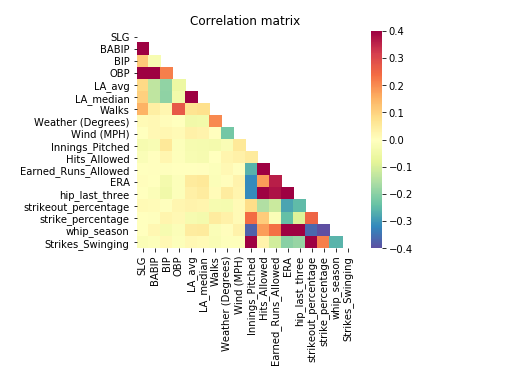 Correlation matrix
SLG
BABIP
BIP
OBP
LA_avg
LA_median
Walks
Weather (Degrees)
Wind (MPH)
Innings_Pitched
Hits_Allowed
Earned_Runs_Allowed
ERA
hip_last_three
strikeout_percentage
strike_percentage
whip_season
Strikes_Swinging
SLG
BABIP
BIP
OBP
LA_avg
LA_median
Walks
Weather (Degrees)
Wind (MPH)
Innings_Pitched
Hits_Allowed
Earned_Runs_Allowed
ERA
hip_last_three
strikeout_percentage
strike_percentage
whip_season
Strikes_Swinging
0.4
0.3
0.2
0.1
0.0
−0.1
−0.2
−0.3
−0.4